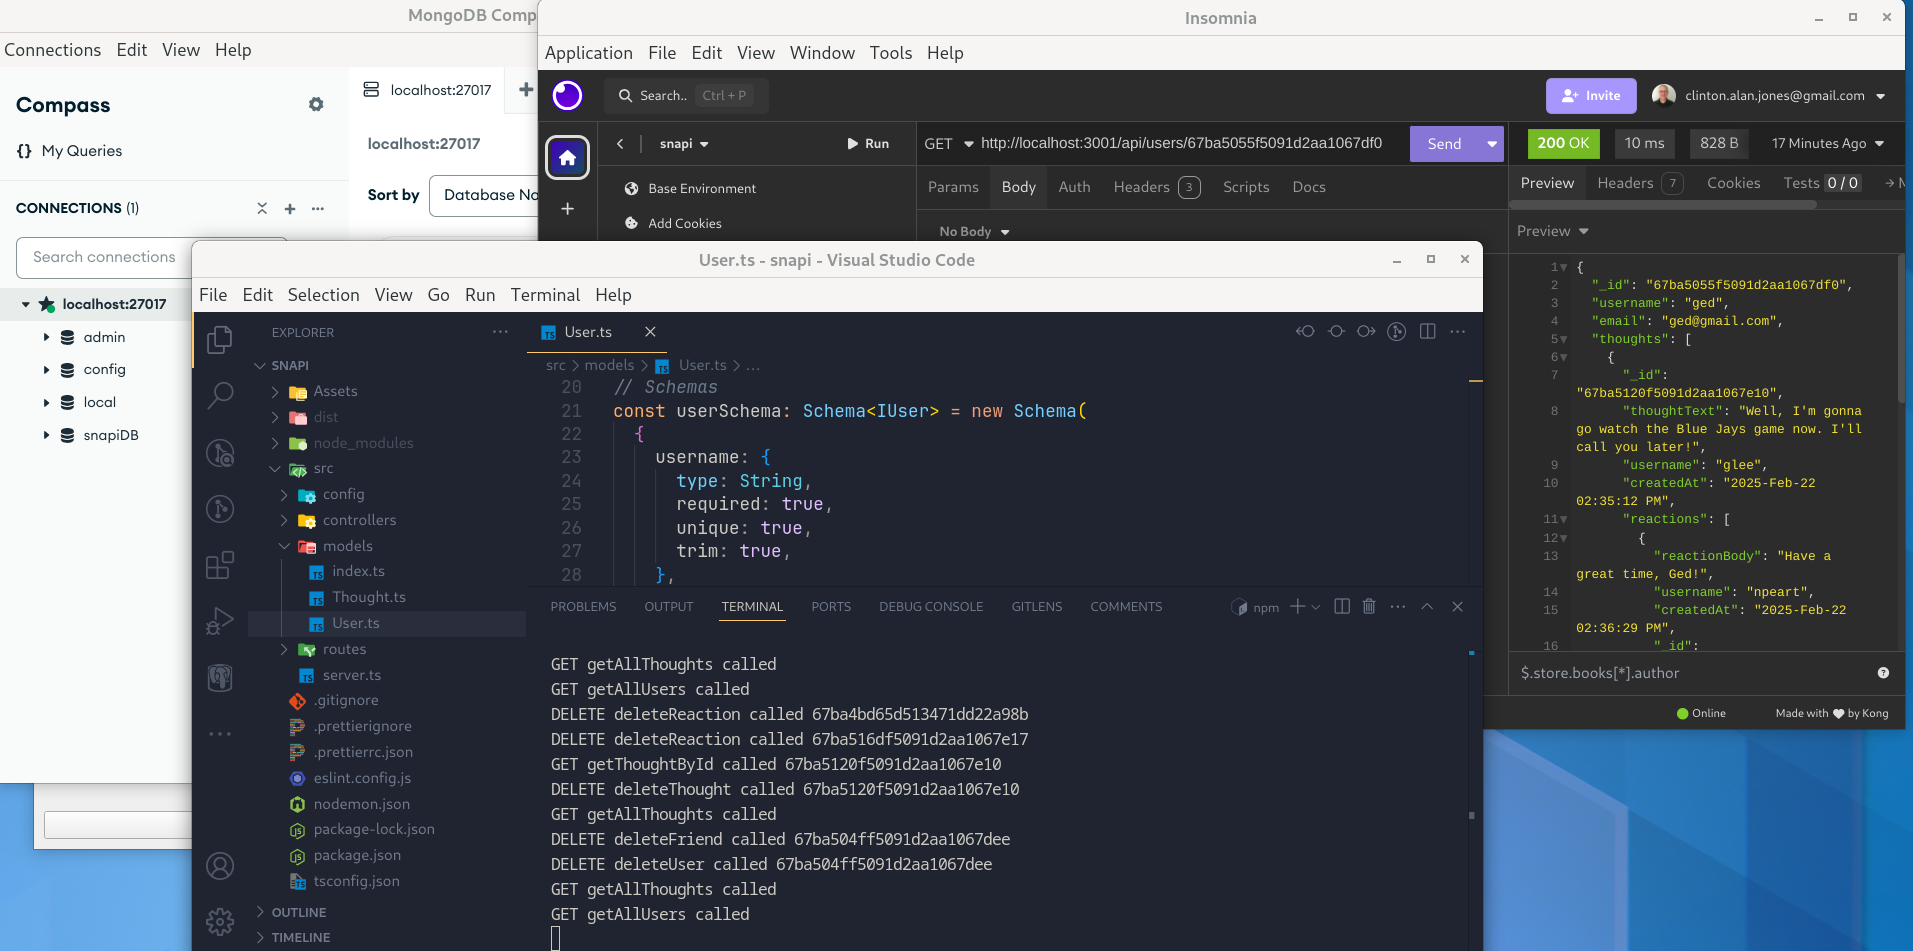 MongoDB Comp
Connections Edit View Help
Compass
My Queries
CONNECTIONS (1)
Search connections
localhost:27017
admin
config
local
snapiDB
localhost:27017
localhost:27017
Sort by Database Na
Insomnia
Application File Edit View Window Tools Help
Search.. Ctrl + P
Invite
clinton.alan.jones@gmail.com
snapi
Run
Base Environment
Add Cookies
GET http://localhost:3001/api/users/67ba5055f5091d2aa1067df0
Send
Params Body Auth Headers 3 Scripts Docs
No Body
200 OK 10 ms 828 B 17 Minutes Ago
Preview Headers 7 Cookies Tests 0 / 0
Preview
1 {
2 "_id": "67ba5055f5091d2aa1067df0",
3 "username": "ged",
4 "email": "ged@gmail.com",
5 "thoughts": [
6 {
7 "_id":
"67ba5120f5091d2aa1067e10",
8 "thoughtText": "Well, I'm gonna
go watch the Blue Jays game now. I'll
call you later!",
9 "username": "glee",
10 "createdAt": "2025-Feb-22
02:35:12 PM",
11 "reactions": [
12 {
13 "reactionBody": "Have a
great time, Ged!",
14 "username": "npeart",
15 "createdAt": "2025-Feb-22
02:36:29 PM",
16 "_id":
$.store.books[*].author
Online Made with ❤ by Kong
User.ts - snapi - Visual Studio Code
File Edit Selection View Go Run Terminal Help
EXPLORER
SNAPI
Assets
dist
node_modules
src
config
controllers
models
index.ts
Thought.ts
User.ts
routes
server.ts
.gitignore
.prettierignore
.prettierrc.json
eslint.config.js
nodemon.json
package-lock.json
package.json
tsconfig.json
OUTLINE
TIMELINE
User.ts
src > models > User.ts > ...
20 // Schemas
21 const userSchema: Schema<IUser> = new Schema(
22 {
23 username: {
24 type: String,
25 required: true,
26 unique: true,
27 trim: true,
28 },
PROBLEMS OUTPUT TERMINAL PORTS DEBUG CONSOLE GITLENS COMMENTS
npm
GET getAllThoughts called
GET getAllUsers called
DELETE deleteReaction called 67ba4bd65d513471dd22a98b
DELETE deleteReaction called 67ba516df5091d2aa1067e17
GET getThoughtById called 67ba5120f5091d2aa1067e10
DELETE deleteThought called 67ba5120f5091d2aa1067e10
GET getAllThoughts called
DELETE deleteFriend called 67ba504ff5091d2aa1067dee
DELETE deleteUser called 67ba504ff5091d2aa1067dee
GET getAllThoughts called
GET getAllUsers called